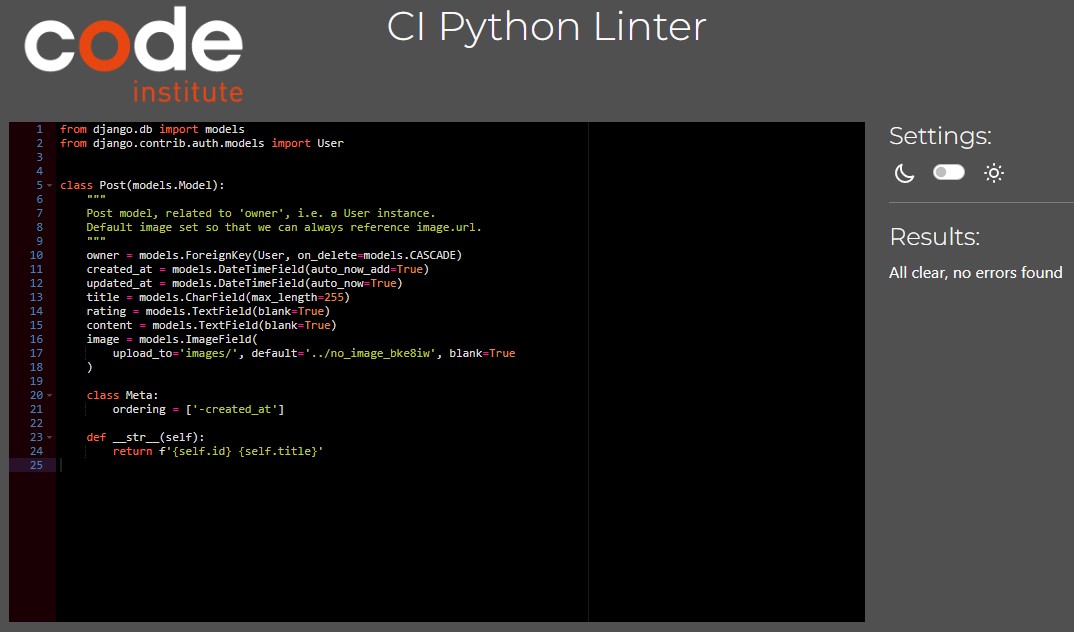 code
institute
CI Python Linter
1 from django.db import models
2 from django.contrib.auth.models import User
3
4
5 class Post(models.Model):
6     """
7     Post model, related to 'owner', i.e. a User instance.
8     Default image set so that we can always reference image.url.
9     """
10     owner = models.ForeignKey(User, on_delete=models.CASCADE)
11     created_at = models.DateTimeField(auto_now_add=True)
12     updated_at = models.DateTimeField(auto_now=True)
13     title = models.CharField(max_length=255)
14     rating = models.TextField(blank=True)
15     content = models.TextField(blank=True)
16     image = models.ImageField(
17         upload_to='images/', default='../no_image_bke8iw', blank=True
18     )
19
20     class Meta:
21         ordering = ['-created_at']
22
23     def __str__(self):
24         return f'{self.id} {self.title}'
25
Settings:
Results:
All clear, no errors found